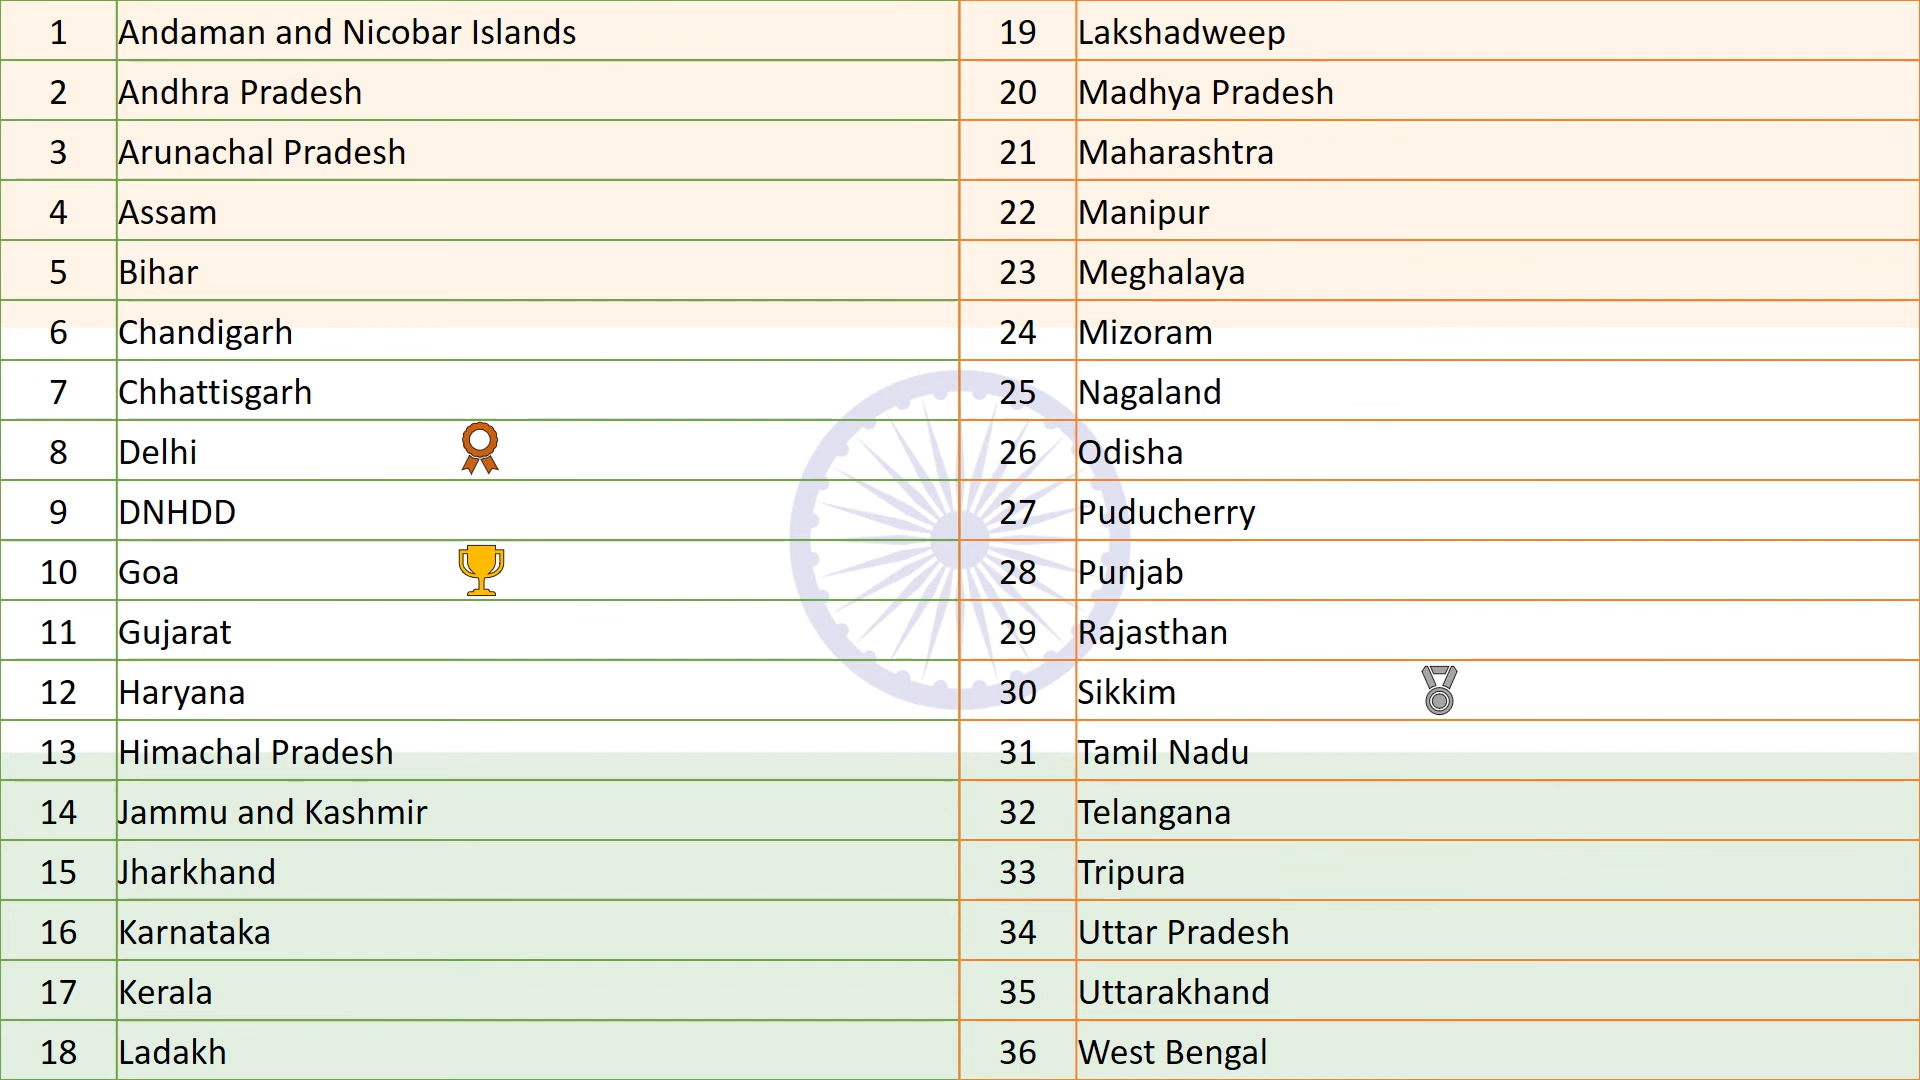 1 Andaman and Nicobar Islands
2 Andhra Pradesh
3 Arunachal Pradesh
4 Assam
5 Bihar
6 Chandigarh
7 Chhattisgarh
8 Delhi
9 DNHDD
10 Goa
11 Gujarat
12 Haryana
13 Himachal Pradesh
14 Jammu and Kashmir
15 Jharkhand
16 Karnataka
17 Kerala
18 Ladakh
19 Lakshadweep
20 Madhya Pradesh
21 Maharashtra
22 Manipur
23 Meghalaya
24 Mizoram
25 Nagaland
26 Odisha
27 Puducherry
28 Punjab
29 Rajasthan
30 Sikkim
31 Tamil Nadu
32 Telangana
33 Tripura
34 Uttar Pradesh
35 Uttarakhand
36 West Bengal